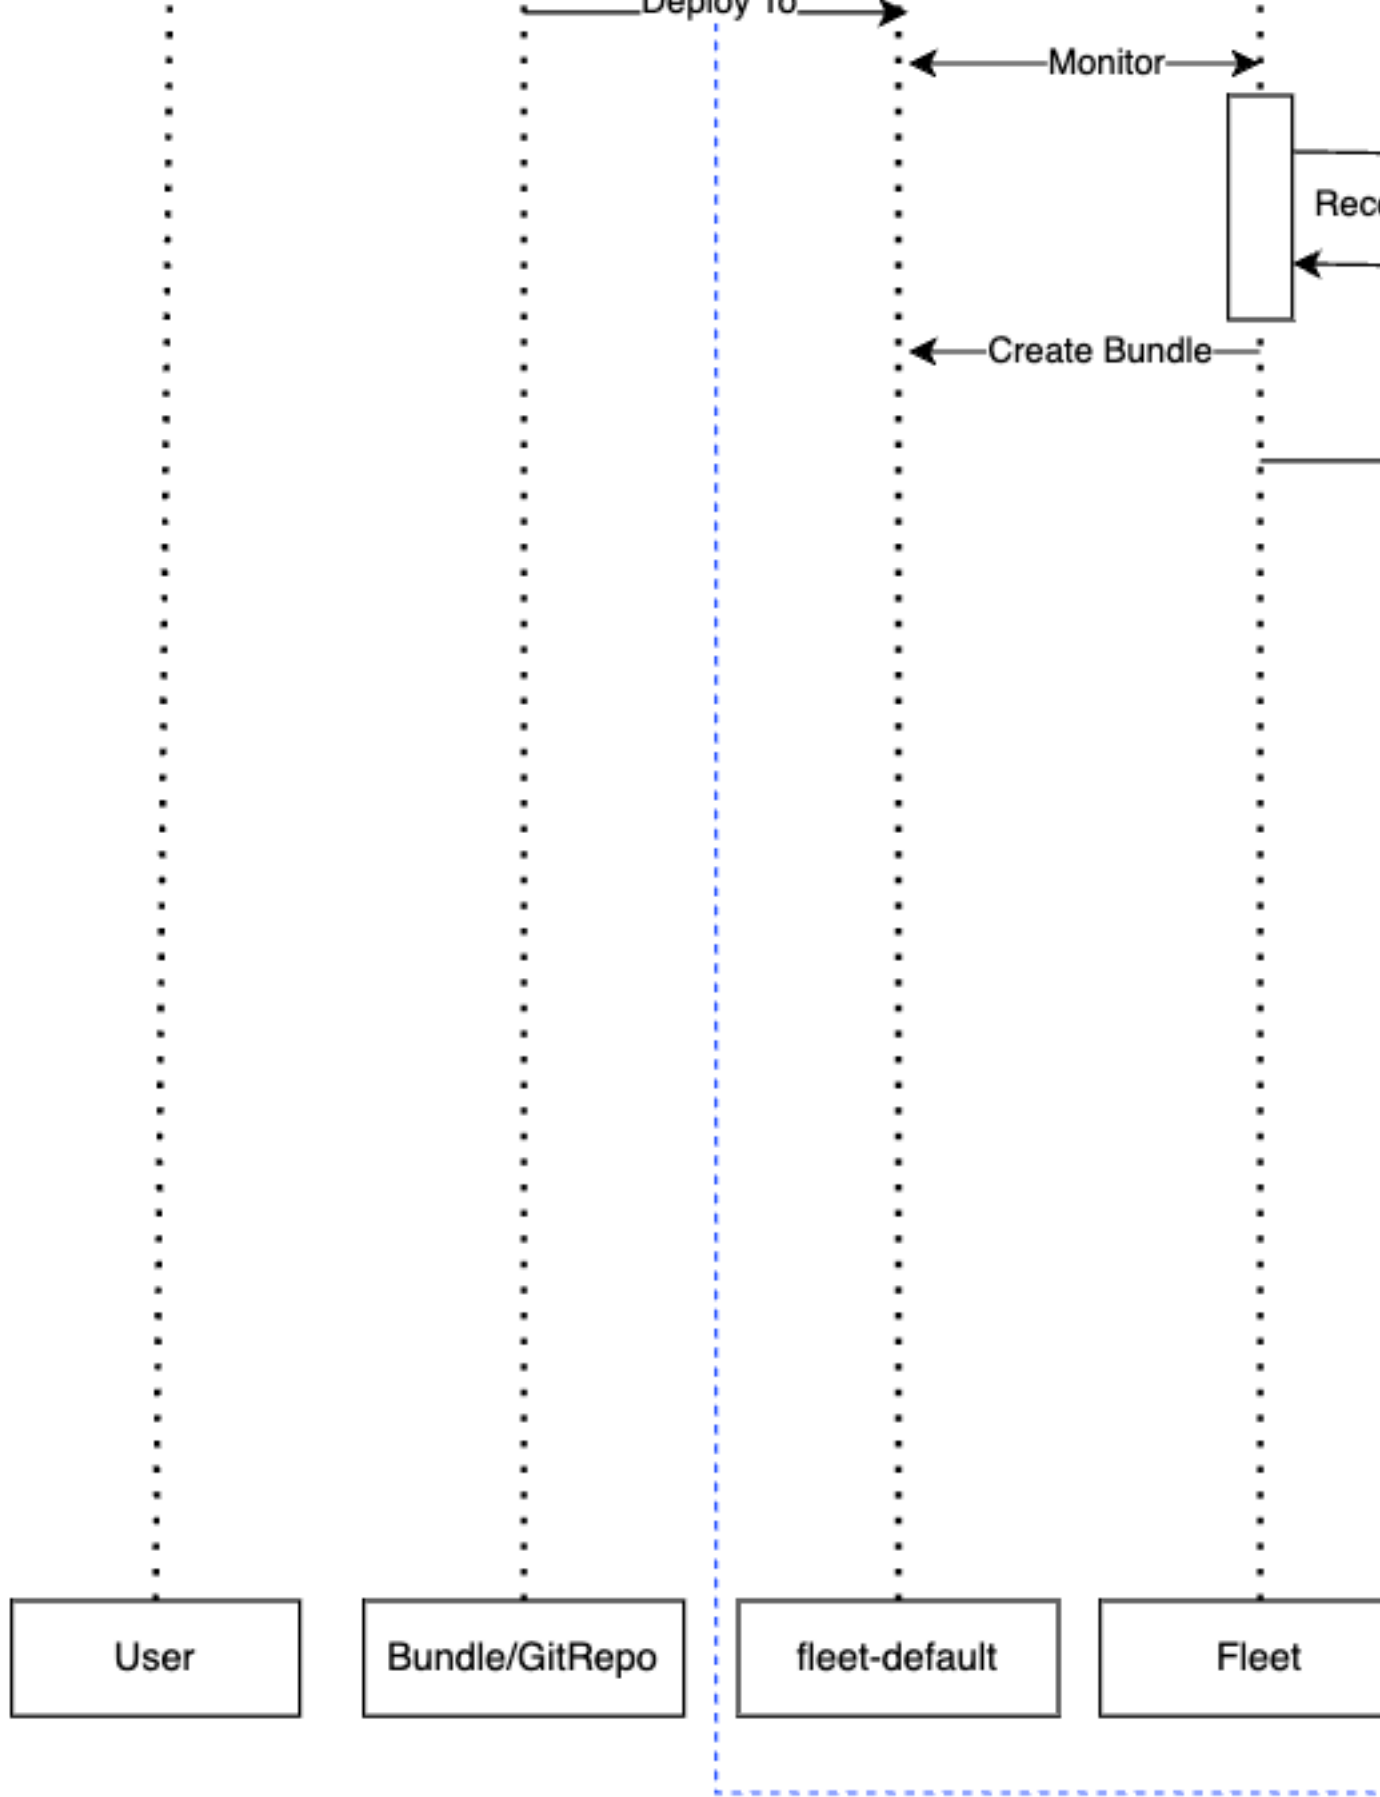 Deploy To
Monitor
Create Bundle
User
Bundle/GitRepo
fleet-default
Fleet